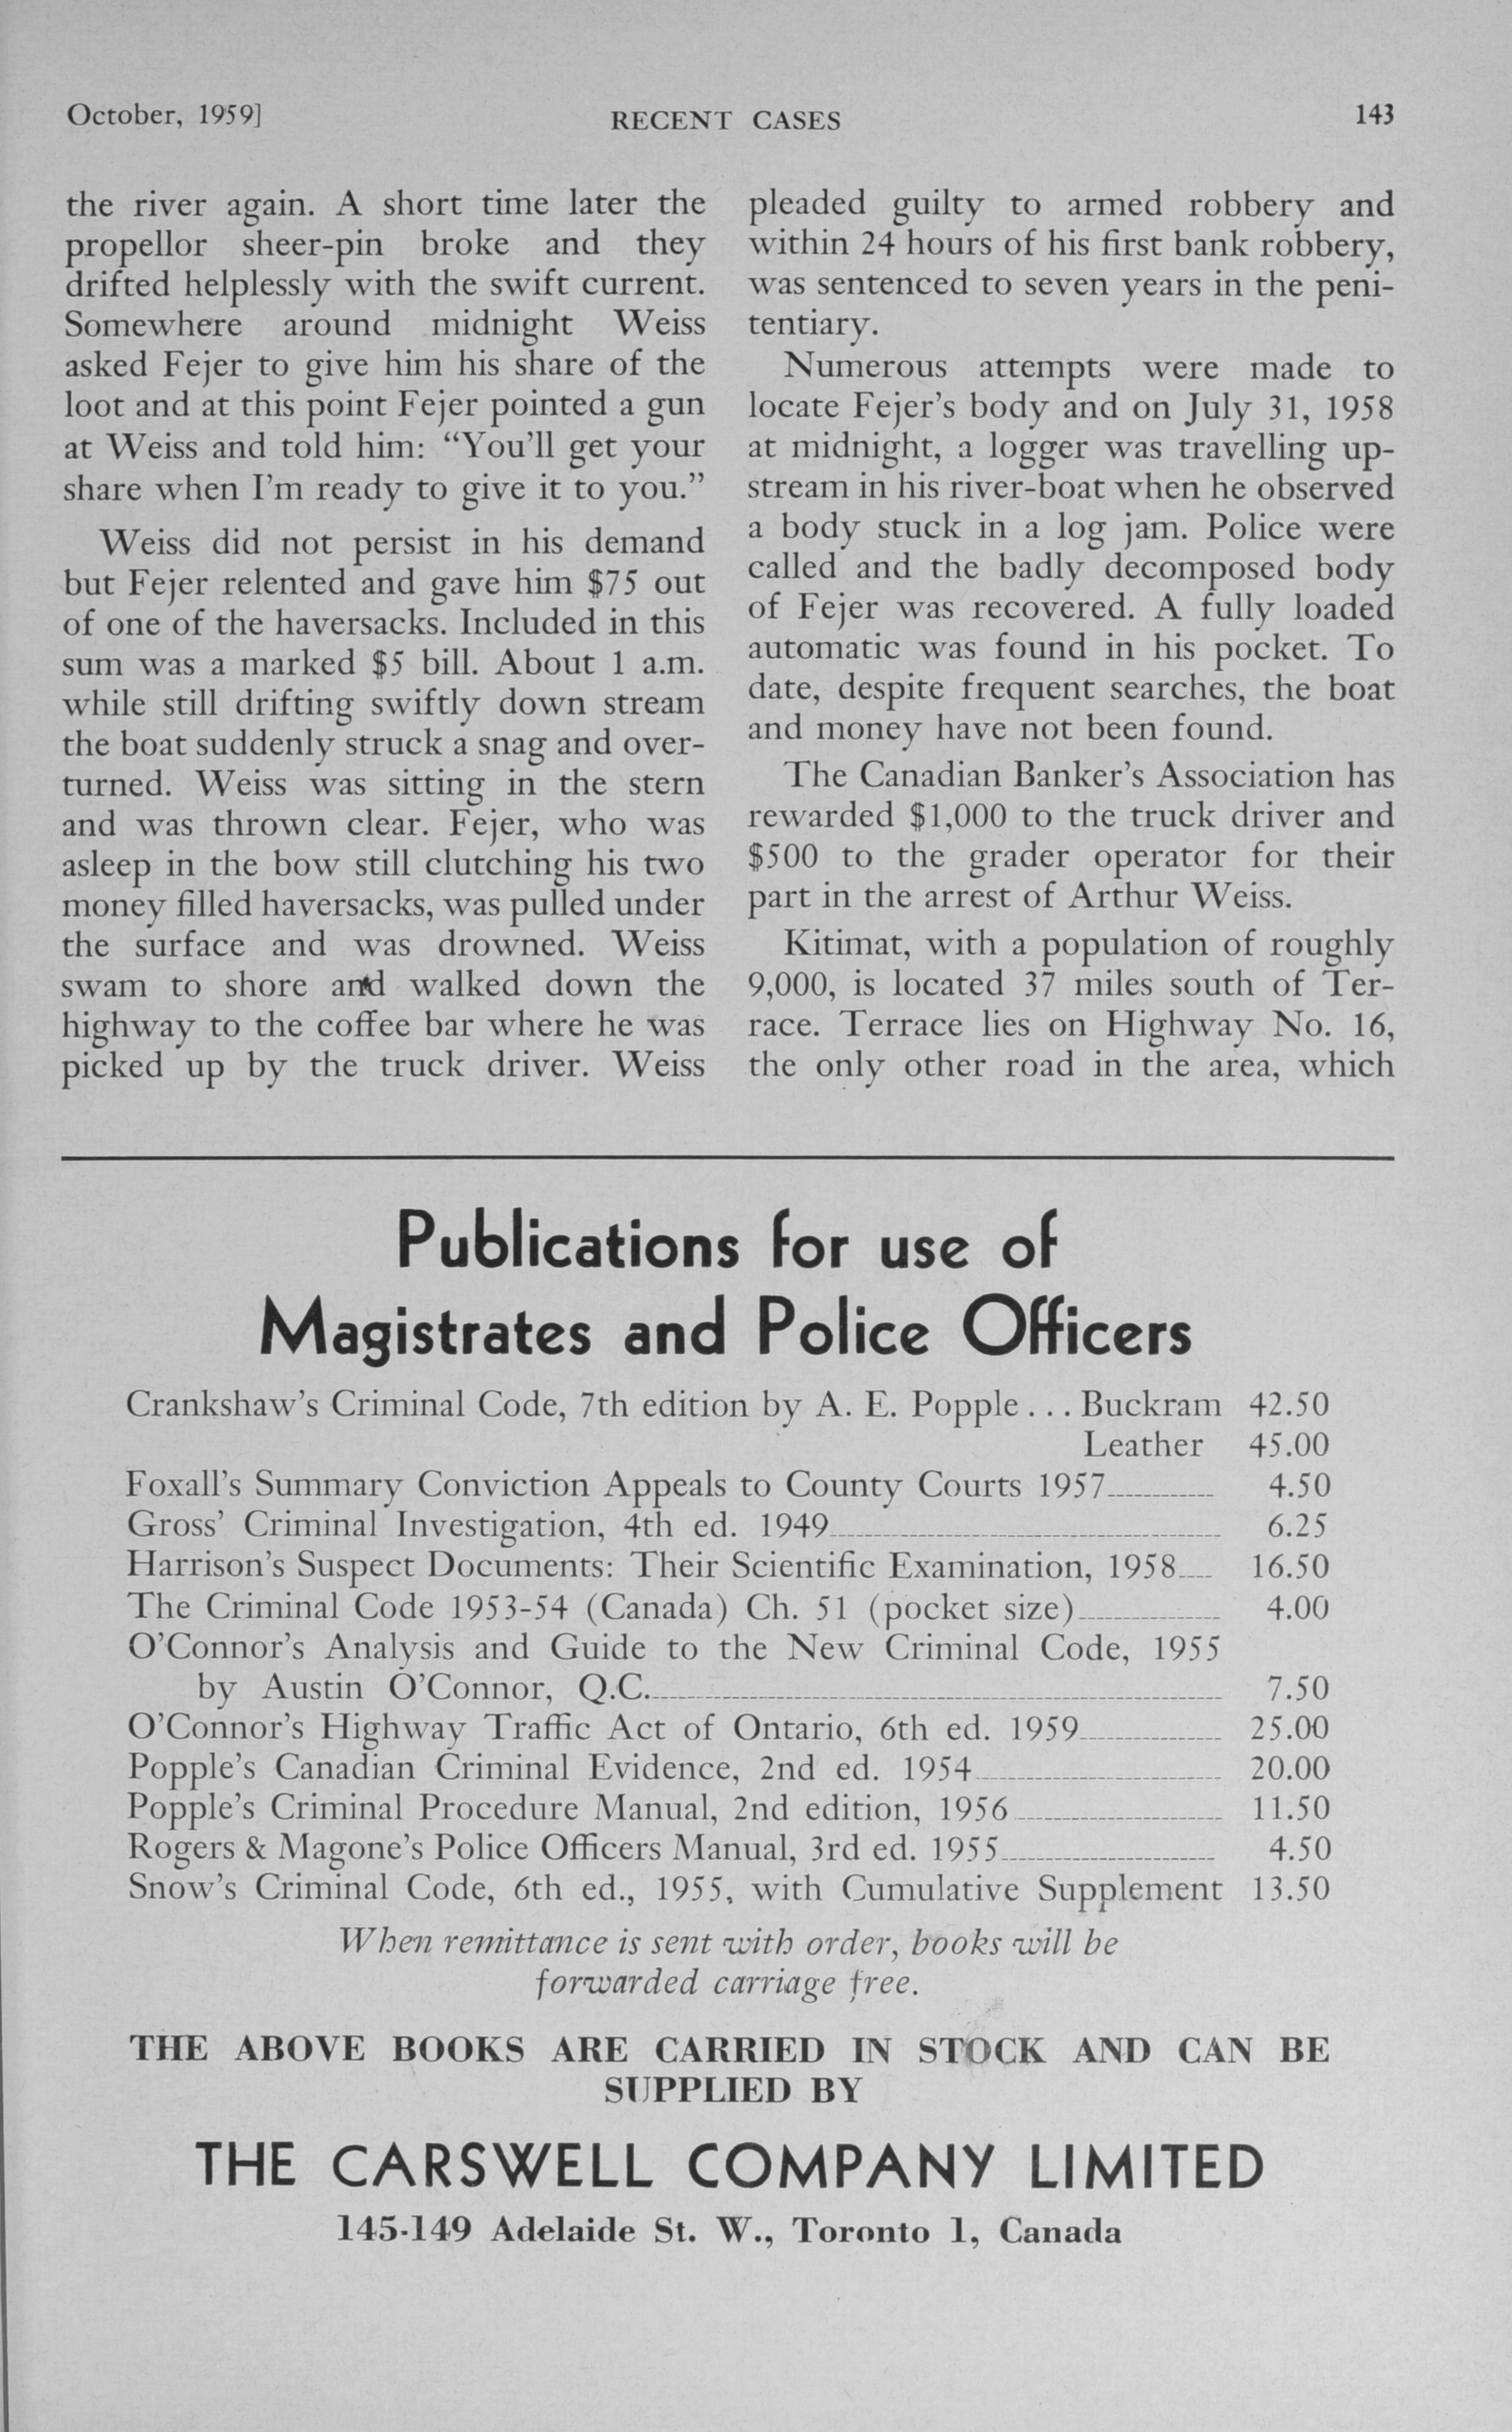 October, 1959]
RECENT CASES
143
the river again. A short time later the
propellor sheer-pin broke and they
drifted helplessly with the swift current.
Somewhere around midnight Weiss
asked Fejer to give him his share of the
loot and at this point Fejer pointed a gun
at Weiss and told him: “You’ll get your
share when I’m ready to give it to you.”
Weiss did not persist in his demand
but Fejer relented and gave him $75 out
of one of the haversacks. Included in this
sum was a marked $5 bill. About 1 a.m.
while still drifting swiftly down stream
the boat suddenly struck a snag and over-
turned. Weiss was sitting in the stern
and was thrown clear. Fejer, who was
asleep in the bow still clutching his two
money filled haversacks, was pulled under
the surface and was drowned. Weiss
swam to shore and walked down the
highway to the coffee bar where he was
picked up by the truck driver. Weiss
pleaded guilty to armed robbery and
within 24 hours of his first bank robbery,
was sentenced to seven years in the peni-
tentiary.
Numerous attempts were made to
locate Fejer’s body and on July 31, 1958
at midnight, a logger was travelling up-
stream in his river-boat when he observed
a body stuck in a log jam. Police were
called and the badly decomposed body
of Fejer was recovered. A fully loaded
automatic was found in his pocket. To
date, despite frequent searches, the boat
and money have not been found.
The Canadian Banker’s Association has
rewarded $1,000 to the truck driver and
$500 to the grader operator for their
part in the arrest of Arthur Weiss.
Kitimat, with a population of roughly
9,000, is located 37 miles south of Ter-
race. Terrace lies on Highway No. 16,
the only other road in the area, which
Publications for use of
Magistrates and Police Officers
Crankshaw’s Criminal Code, 7th edition by A. E. Popple . . . Buckram 42.50
Leather 45.00
Foxall’s Summary Conviction Appeals to County Courts 1957 4.50
Gross’ Criminal Investigation, 4th ed. 1949 6.25
Harrison’s Suspect Documents: Their Scientific Examination, 1958 16.50
The Criminal Code 1953-54 (Canada) Ch. 51 (pocket size) 4.00
O’Connor’s Analysis and Guide to the New Criminal Code, 1955
by Austin O’Connor, Q.C. 7.50
O’Connor’s Highway Traffic Act of Ontario, 6th ed. 1959 25.00
Popple’s Canadian Criminal Evidence, 2nd ed. 1954 20.00
Popple’s Criminal Procedure Manual, 2nd edition, 1956 11.50
Rogers & Magone’s Police Officers Manual, 3rd ed. 1955 4.50
Snow’s Criminal Code, 6th ed., 1955, with Cumulative Supplement 13.50
When remittance is sent with order, books will be
forwarded carriage free.
THE ABOVE BOOKS ARE CARRIED IN STOCK AND CAN BE
SUPPLIED BY
THE CARSWELL COMPANY LIMITED
145-149 Adelaide St. W., Toronto 1, Canada